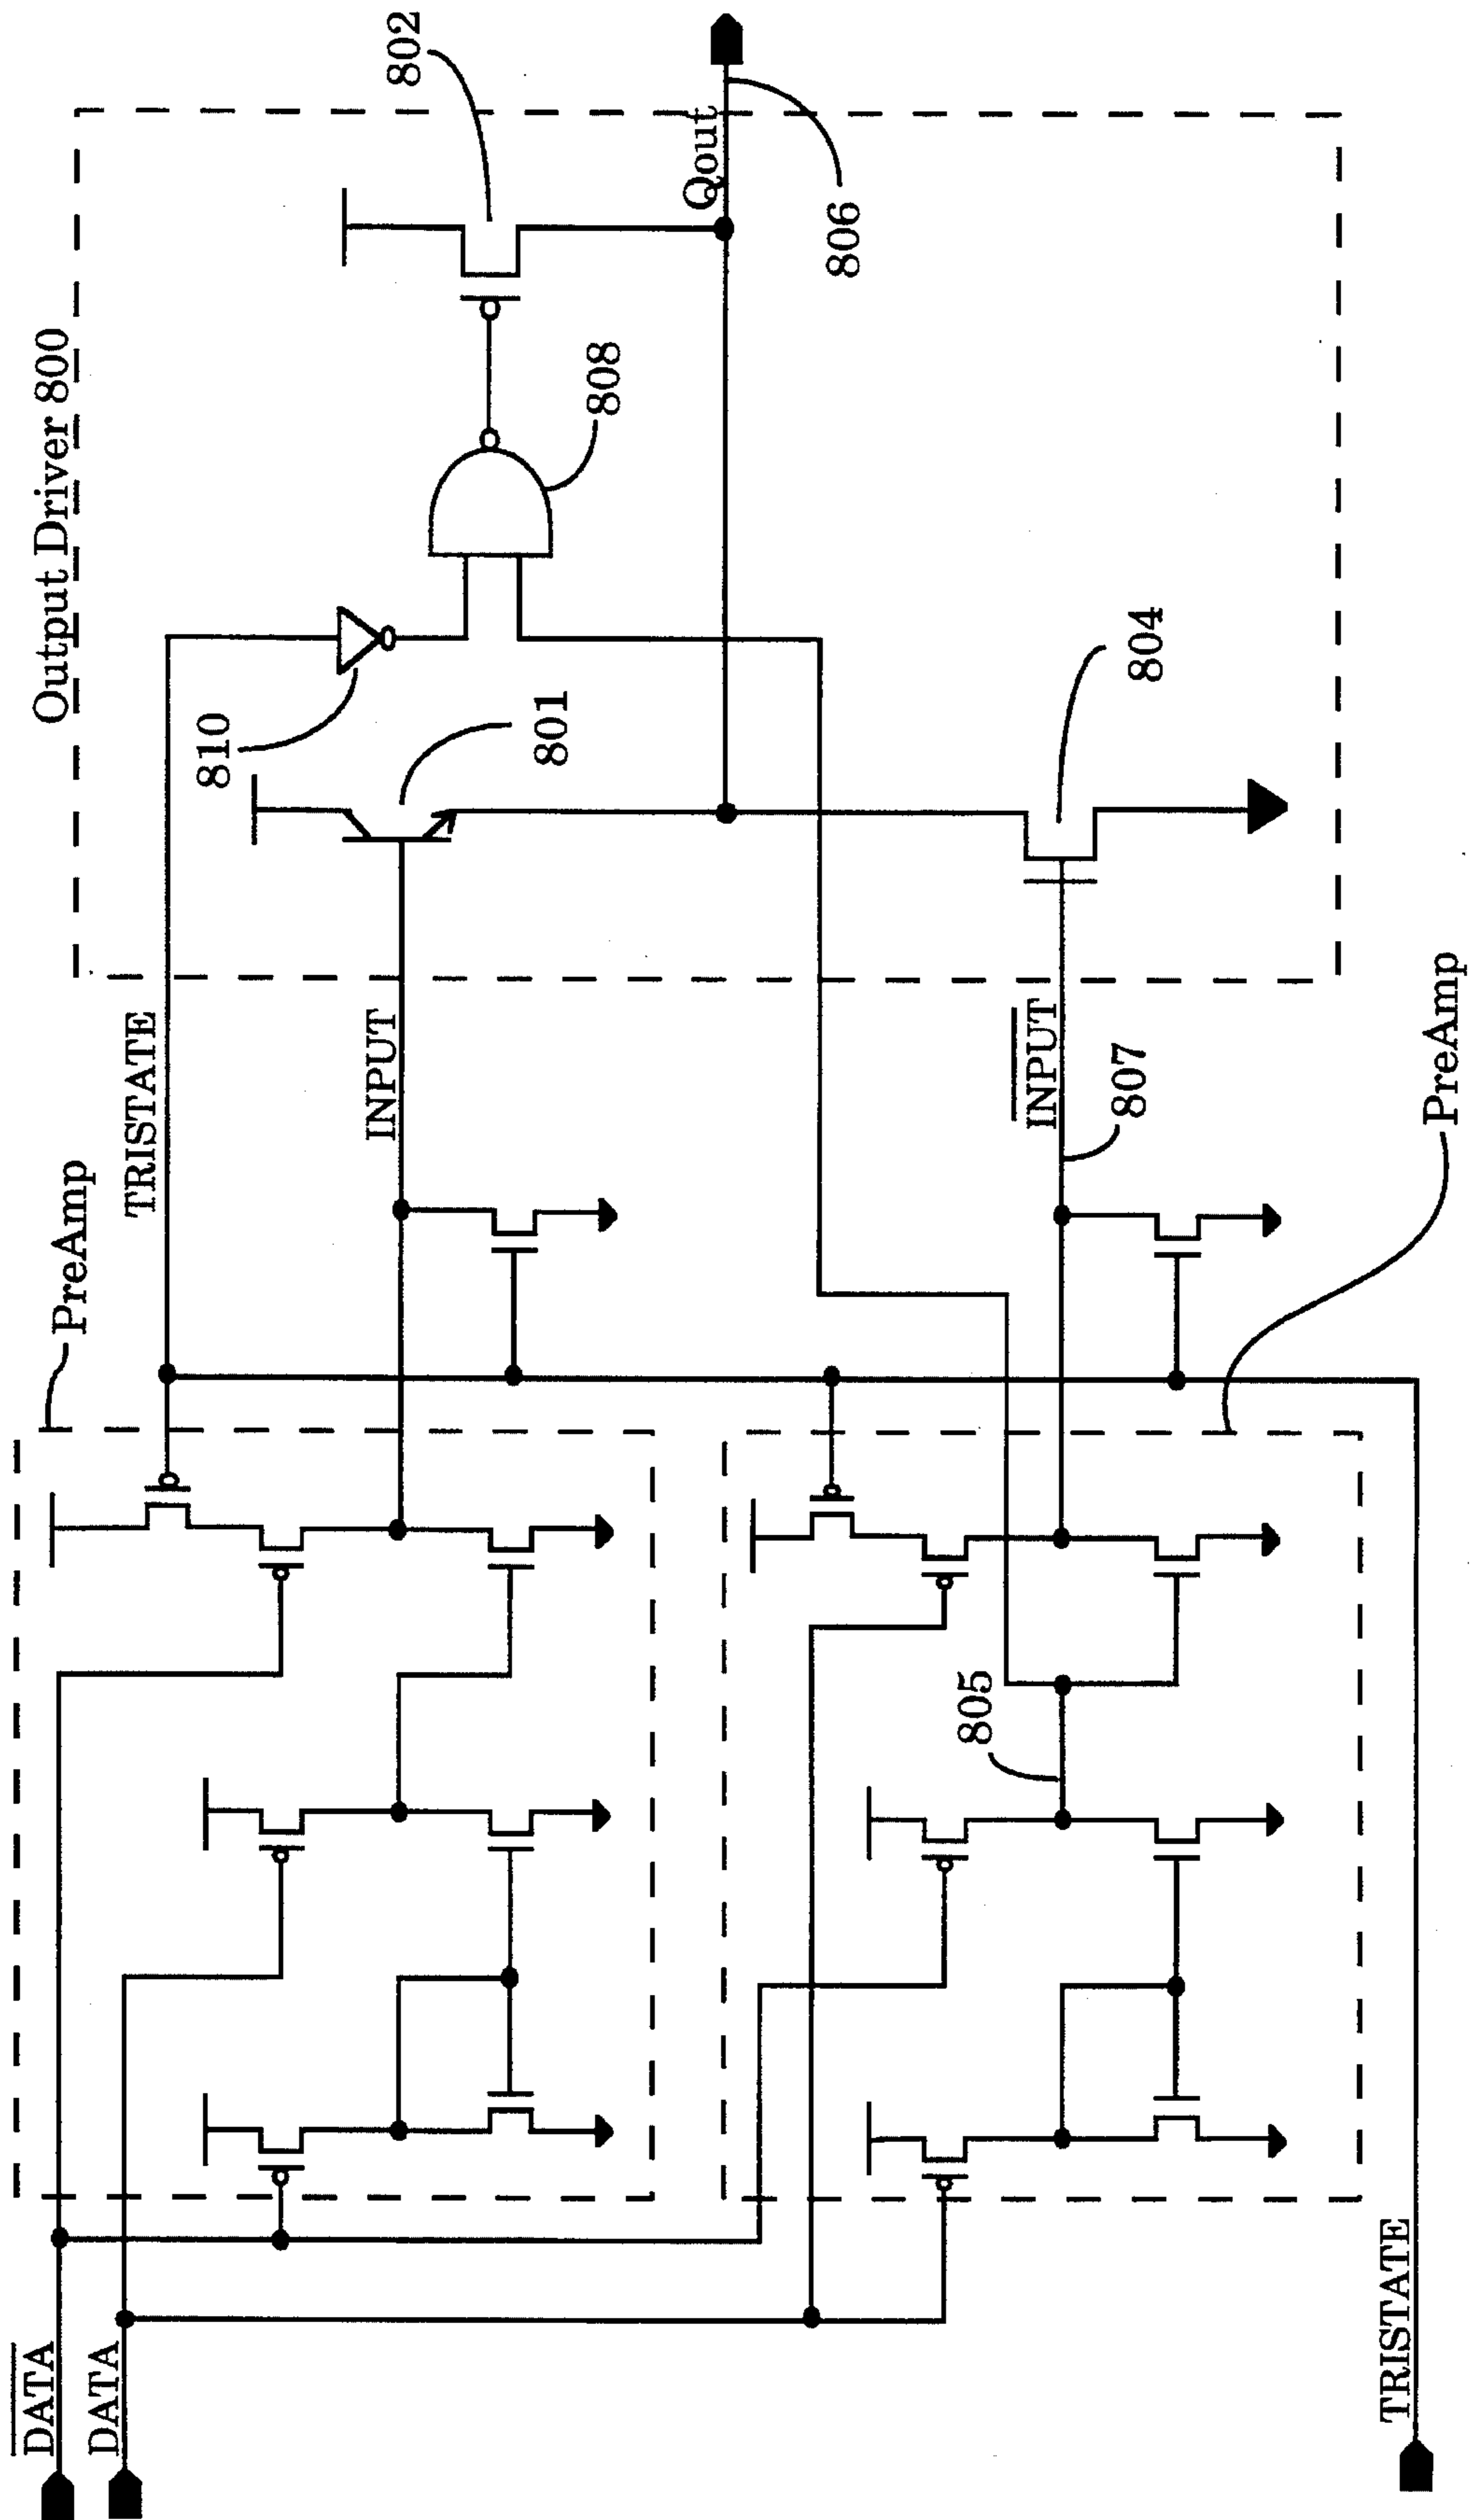 Output Driver 800
802
Qout
806
808
810
801
804
TRISTATE
INPUT
INPUT
807
PreAmp
PreAmp
805
DATA
DATA
TRISTATE